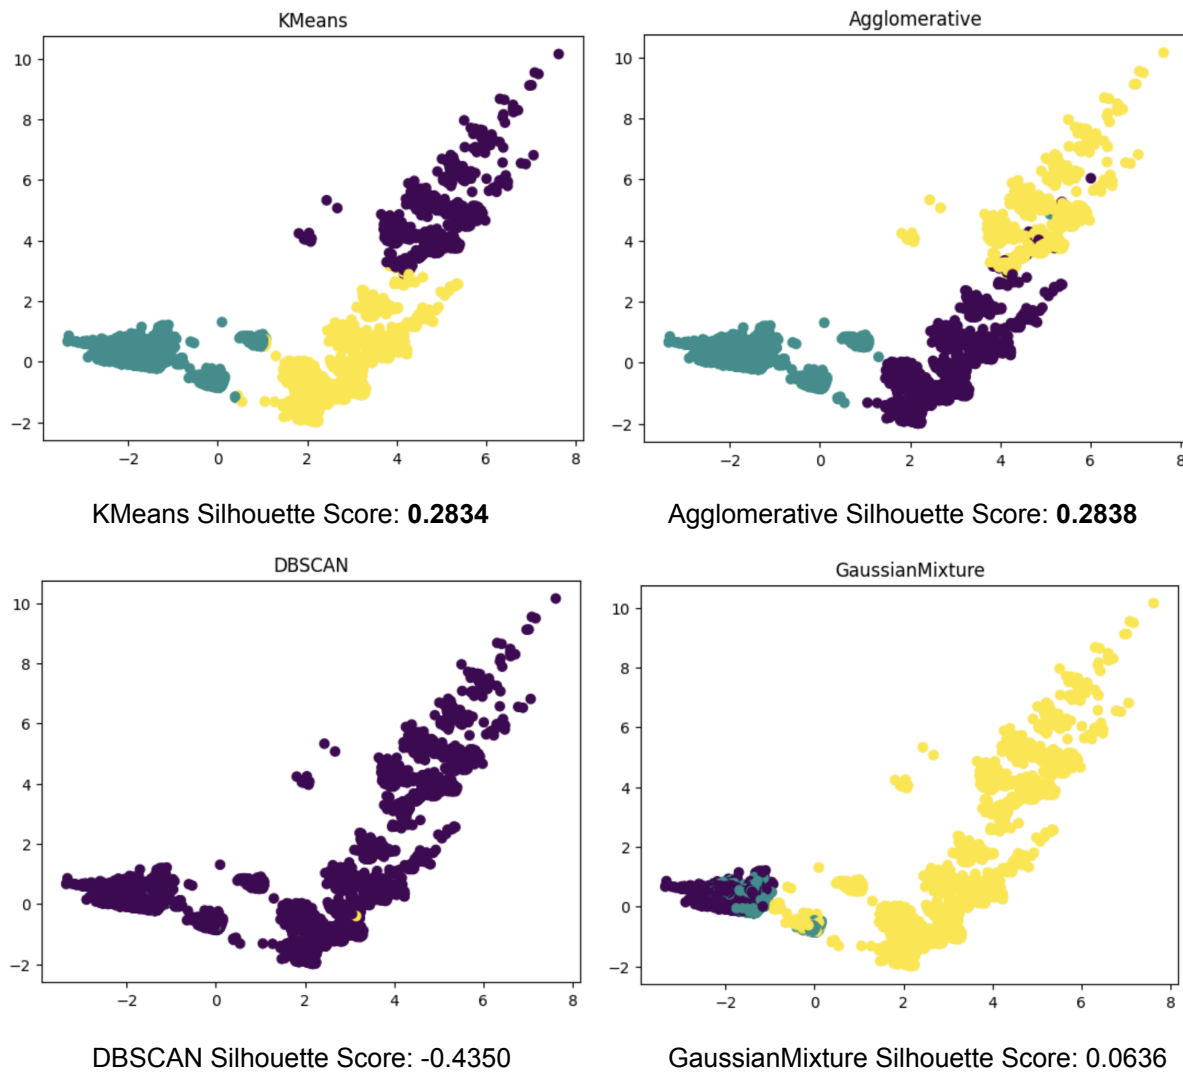 KMeans
10
8
6
4
2
0
−2
−2 0 2 4 6 8
KMeans Silhouette Score: 0.2834
Agglomerative
10
8
6
4
2
0
−2
−2 0 2 4 6 8
Agglomerative Silhouette Score: 0.2838
DBSCAN
10
8
6
4
2
0
−2
−2 0 2 4 6 8
DBSCAN Silhouette Score: -0.4350
GaussianMixture
10
8
6
4
2
0
−2
−2 0 2 4 6 8
GaussianMixture Silhouette Score: 0.0636